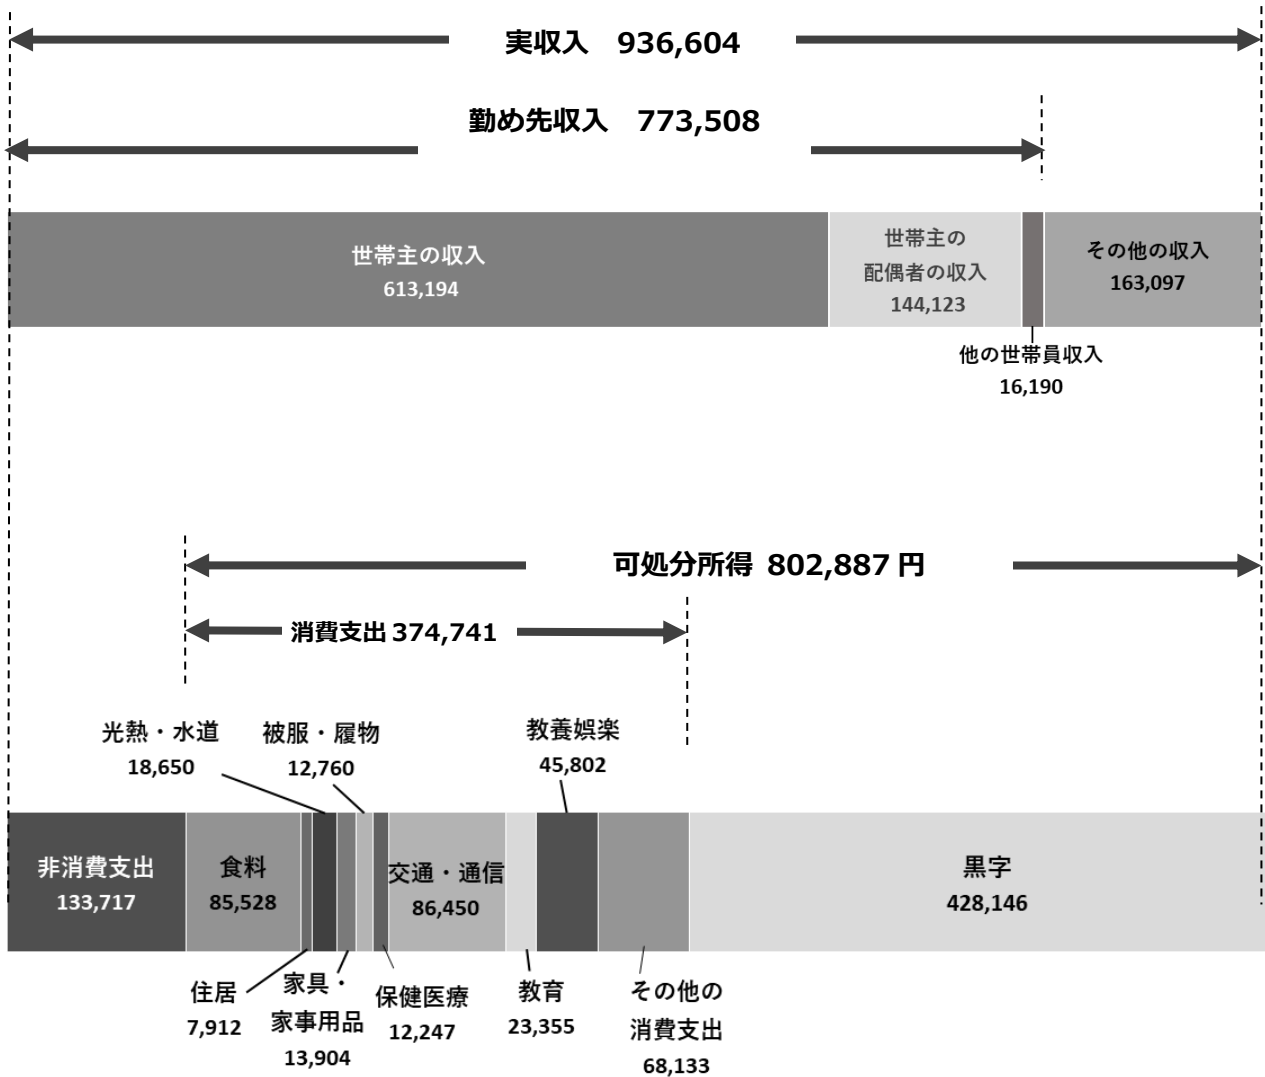 実収入 936,604
勤め先収入 773,508
世帯主の収入
613,194
世帯主の
配偶者の収入
144,123
その他の収入
163,097
他の世帯員収入
16,190
可処分所得 802,887 円
消費支出 374,741
光熱・水道
18,650
被服・履物
12,760
教養娯楽
45,802
非消費支出
133,717
食料
85,528
交通・通信
86,450
黒字
428,146
住居
7,912
家具・
家事用品
13,904
保健医療
12,247
教育
23,355
その他の
消費支出
68,133